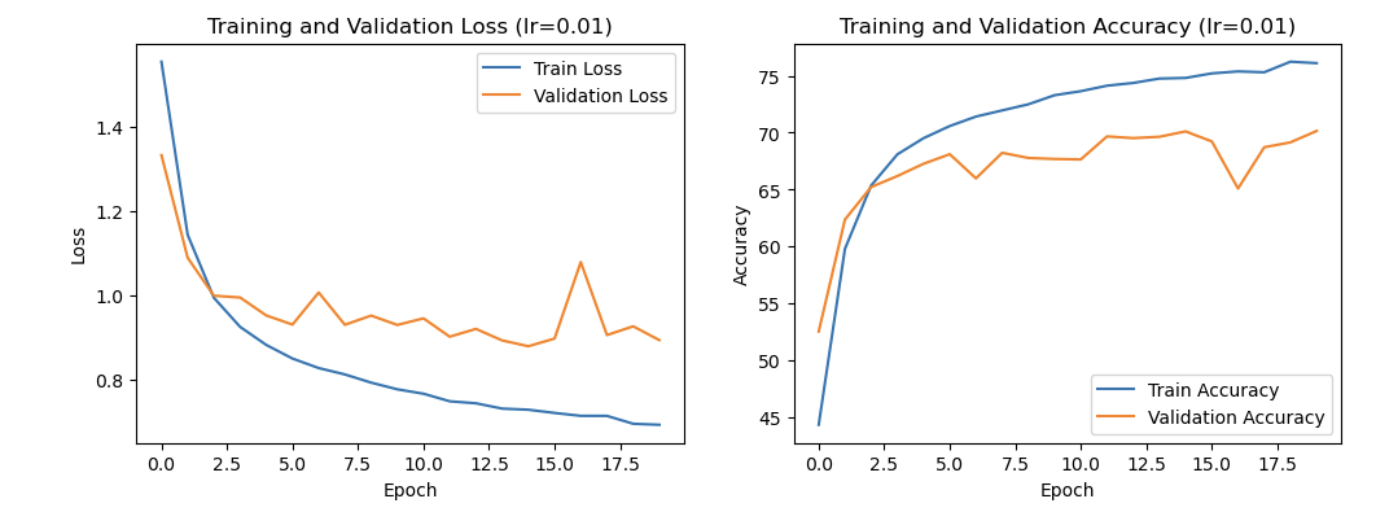 Training and Validation Loss (lr=0.01)
Train Loss
Validation Loss
1.4
1.2
1.0
0.8
Loss
0.0 2.5 5.0 7.5 10.0 12.5 15.0 17.5
Epoch
Training and Validation Accuracy (lr=0.01)
75
70
65
60
55
50
45
Accuracy
Train Accuracy
Validation Accuracy
0.0 2.5 5.0 7.5 10.0 12.5 15.0 17.5
Epoch